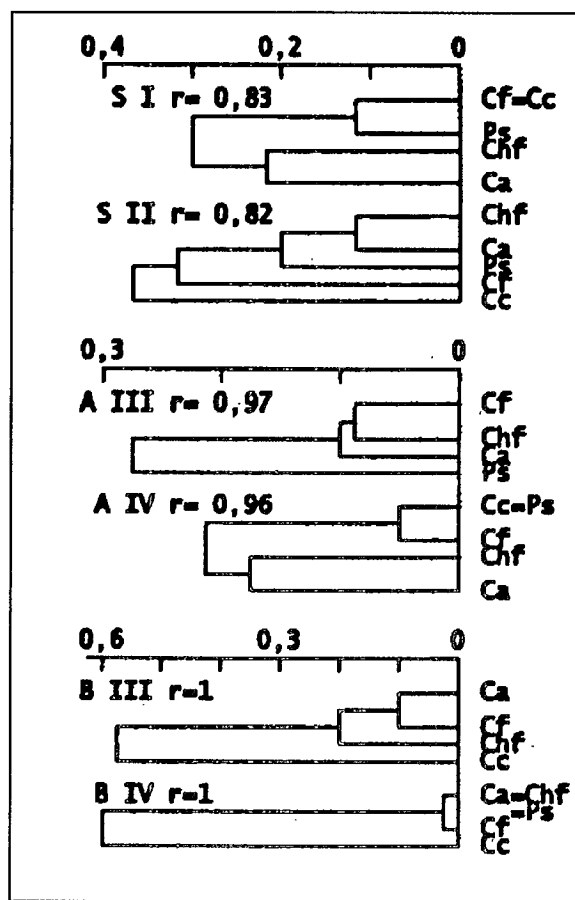 0,4 0,2 0
S I r= 0,83
Cf=Cc
Ps
Chf
Ca
S II r= 0,82
Chf
Ca
Ps
Cf
Cc
0,3 0
A III r= 0,97
Cf
Chf
Ca
Ps
A IV r= 0,96
Cc=Ps
Cf
Chf
Ca
0,6 0,3 0
B III r=1
Ca
Cf
Chf
Cc
B IV r=1
Ca=Chf
=Ps
Cf
Cc